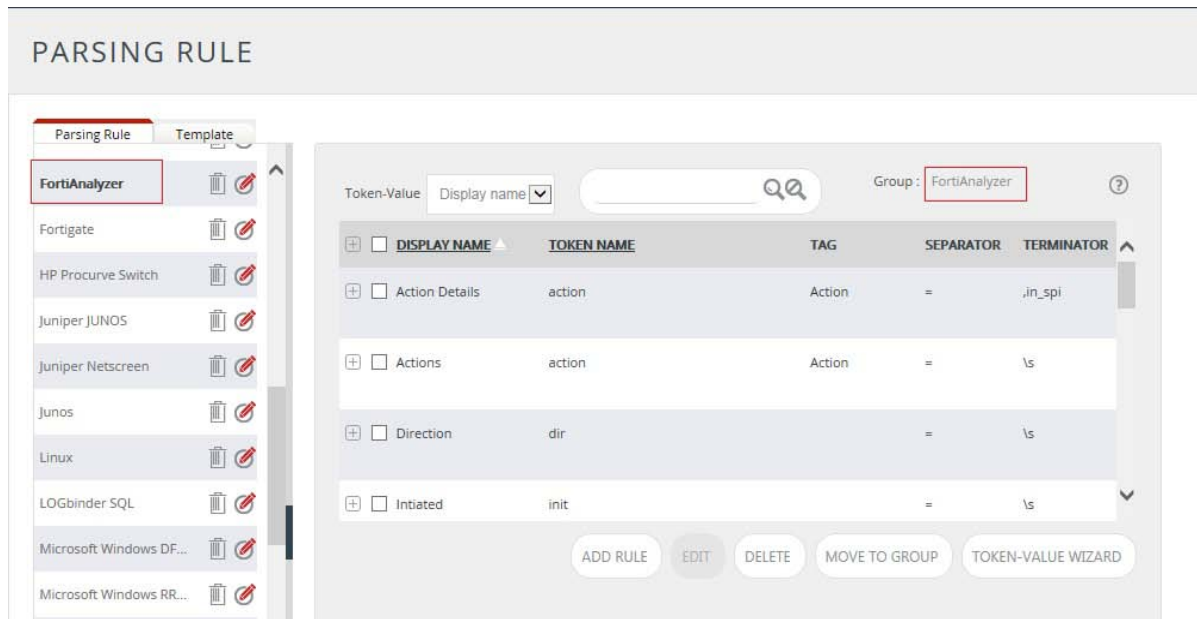 PARSING RULE
Parsing Rule Template
FortiAnalyzer
Fortigate
HP Procurve Switch
Juniper JUNOS
Juniper Netscreen
Junos
Linux
LOGbinder SQL
Microsoft Windows DF...
Microsoft Windows RR...
Token-Value Display name Group : FortiAnalyzer ?
DISPLAY NAME TOKEN NAME TAG SEPARATOR TERMINATOR
Action Details action Action = ,in_spi
Actions action Action = \s
Direction dir = \s
Intiated init = \s
ADD RULE EDIT DELETE MOVE TO GROUP TOKEN-VALUE WIZARD